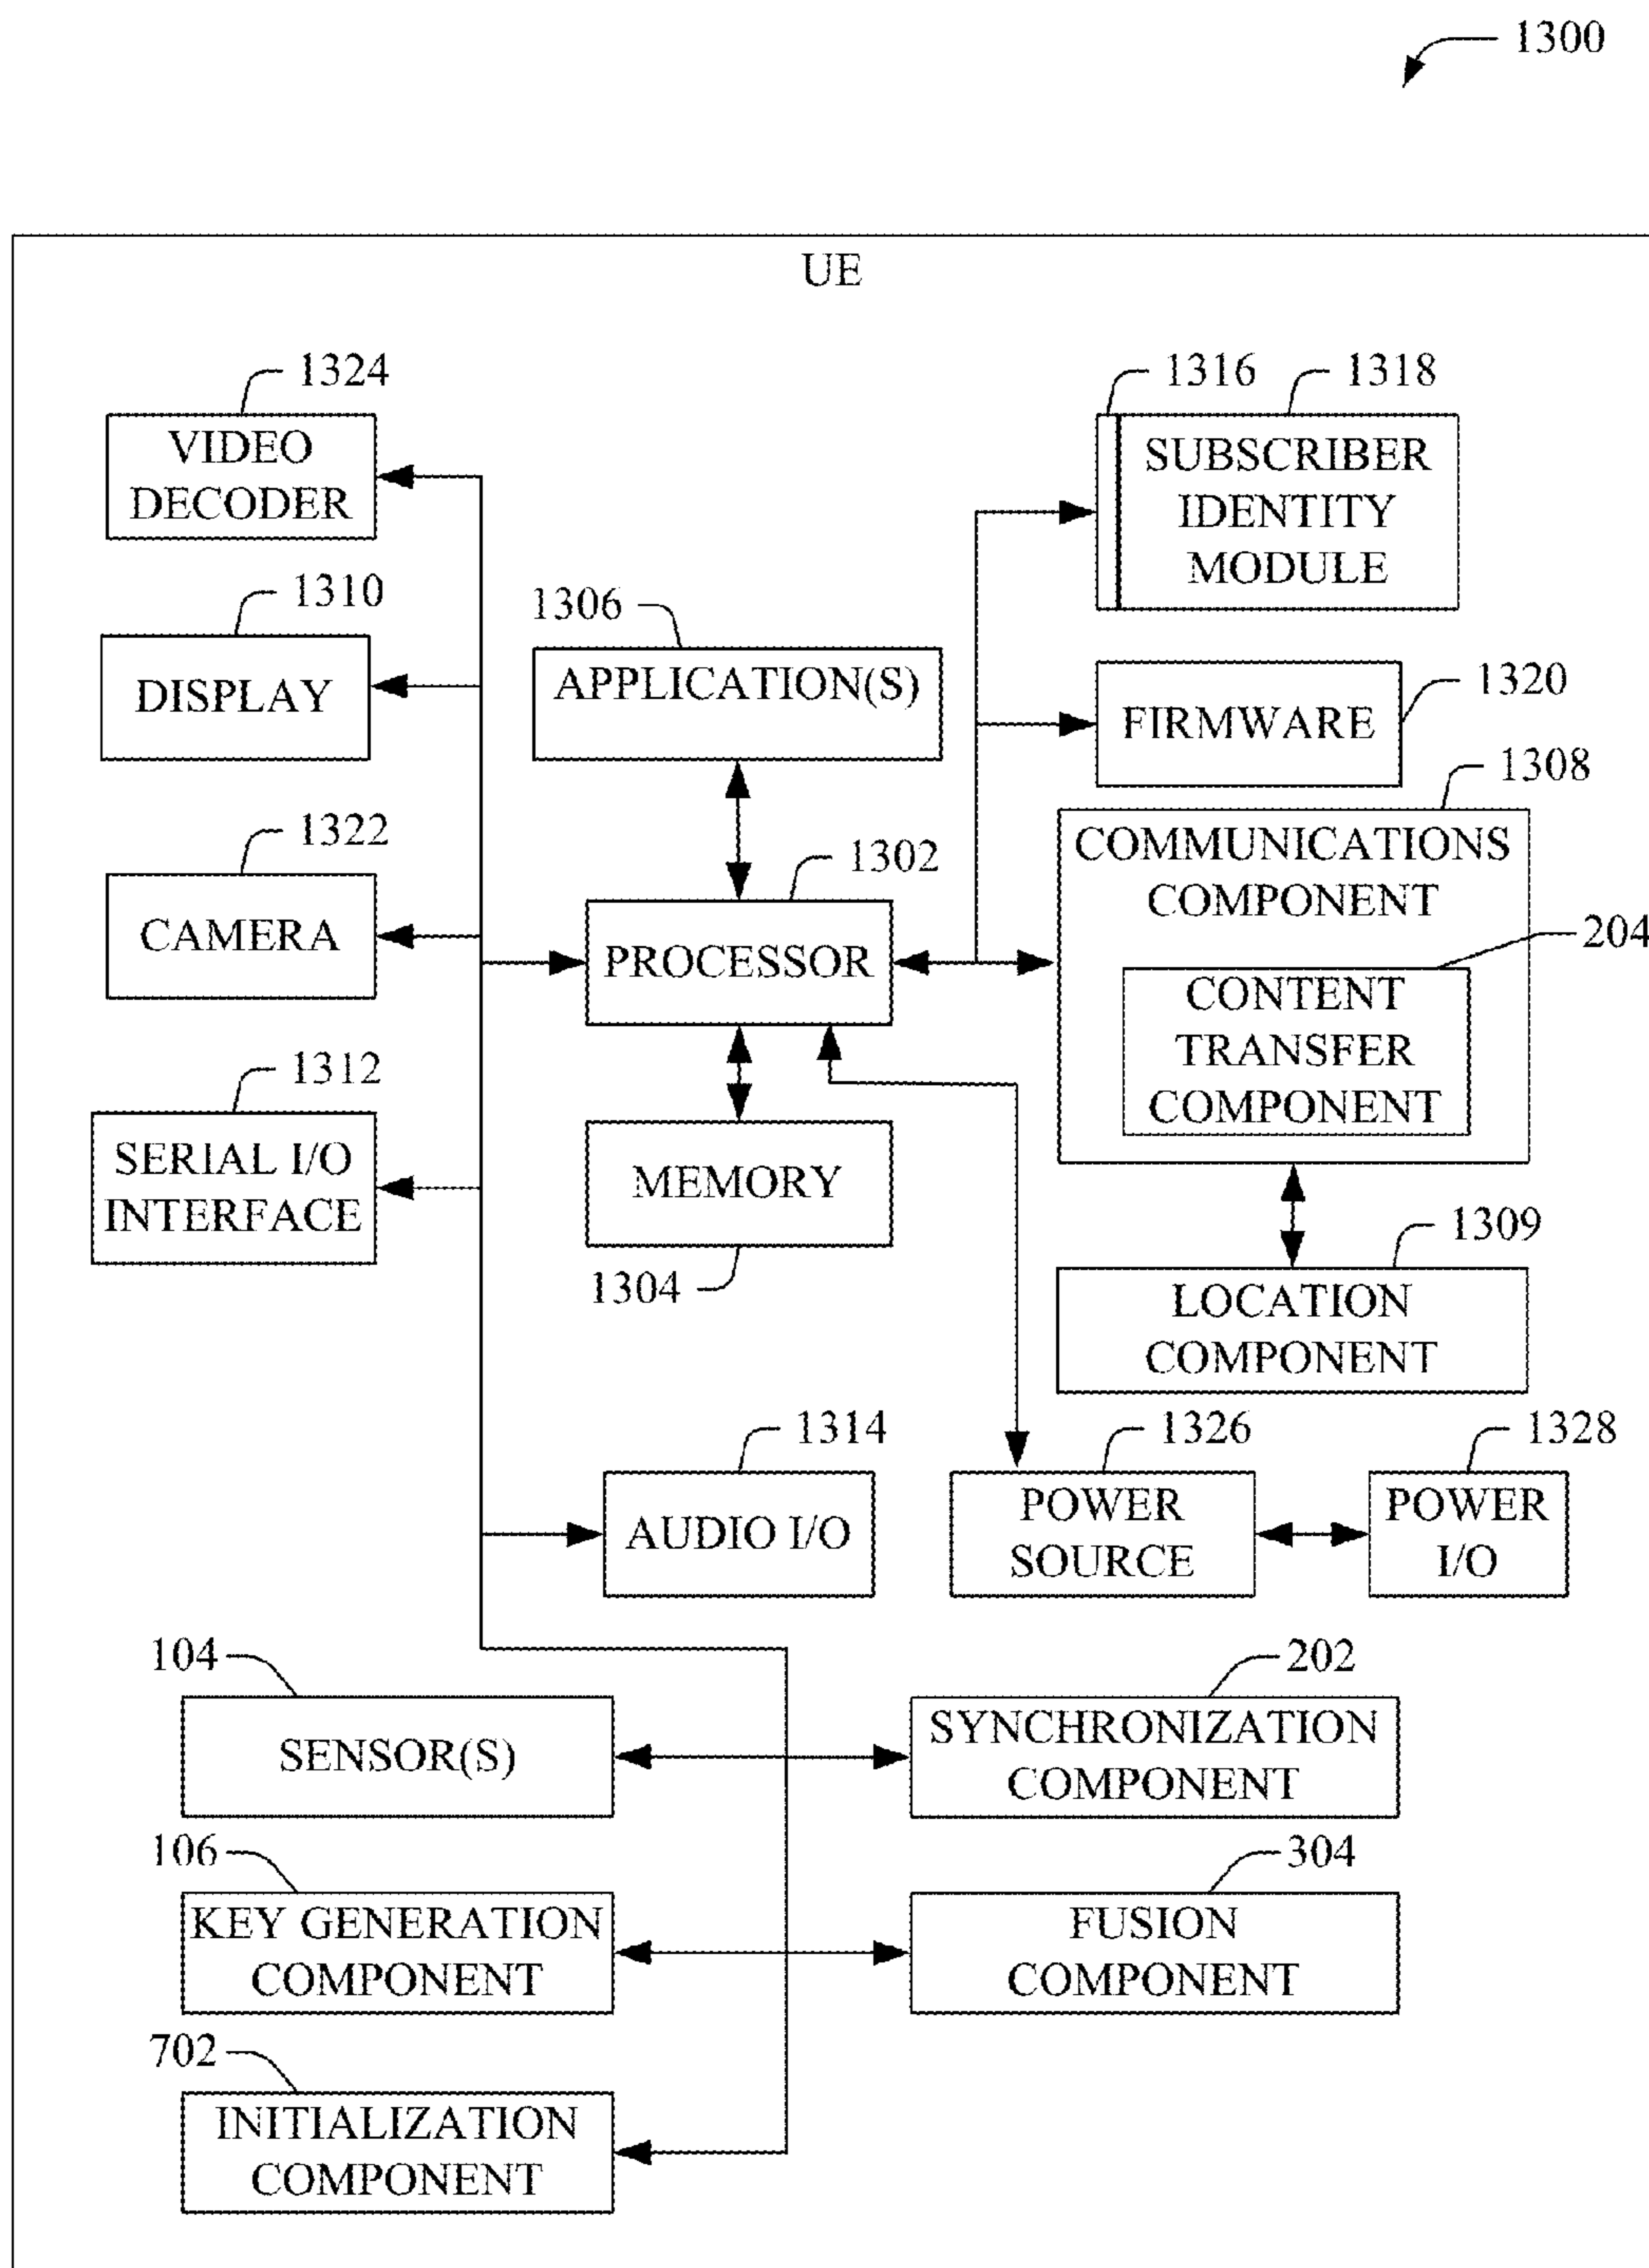 1300
UE
1324
VIDEO
DECODER
1316
1318
SUBSCRIBER
IDENTITY
MODULE
1310
DISPLAY
1306
APPLICATION(S)
1320
FIRMWARE
1308
COMMUNICATIONS
COMPONENT
1322
CAMERA
1302
PROCESSOR
204
CONTENT
TRANSFER
COMPONENT
1312
SERIAL I/O
INTERFACE
MEMORY
1304
1309
LOCATION
COMPONENT
1314
AUDIO I/O
1326
POWER
SOURCE
1328
POWER
I/O
104
SENSOR(S)
202
SYNCHRONIZATION
COMPONENT
106
KEY GENERATION
COMPONENT
304
FUSION
COMPONENT
702
INITIALIZATION
COMPONENT